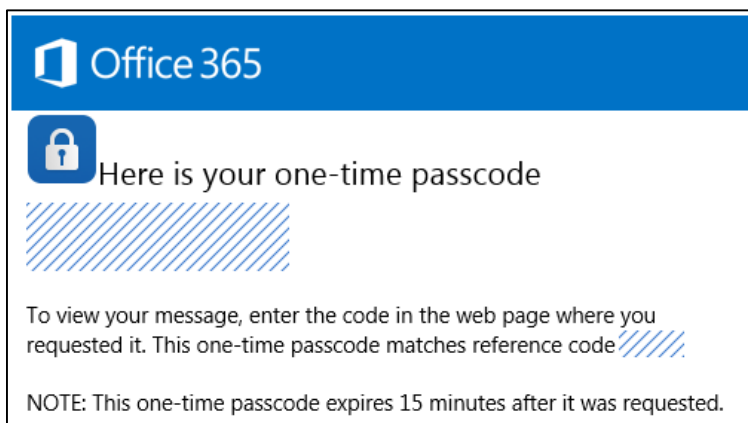 Office 365
Here is your one-time passcode
To view your message, enter the code in the web page where you
requested it. This one-time passcode matches reference code
NOTE: This one-time passcode expires 15 minutes after it was requested.